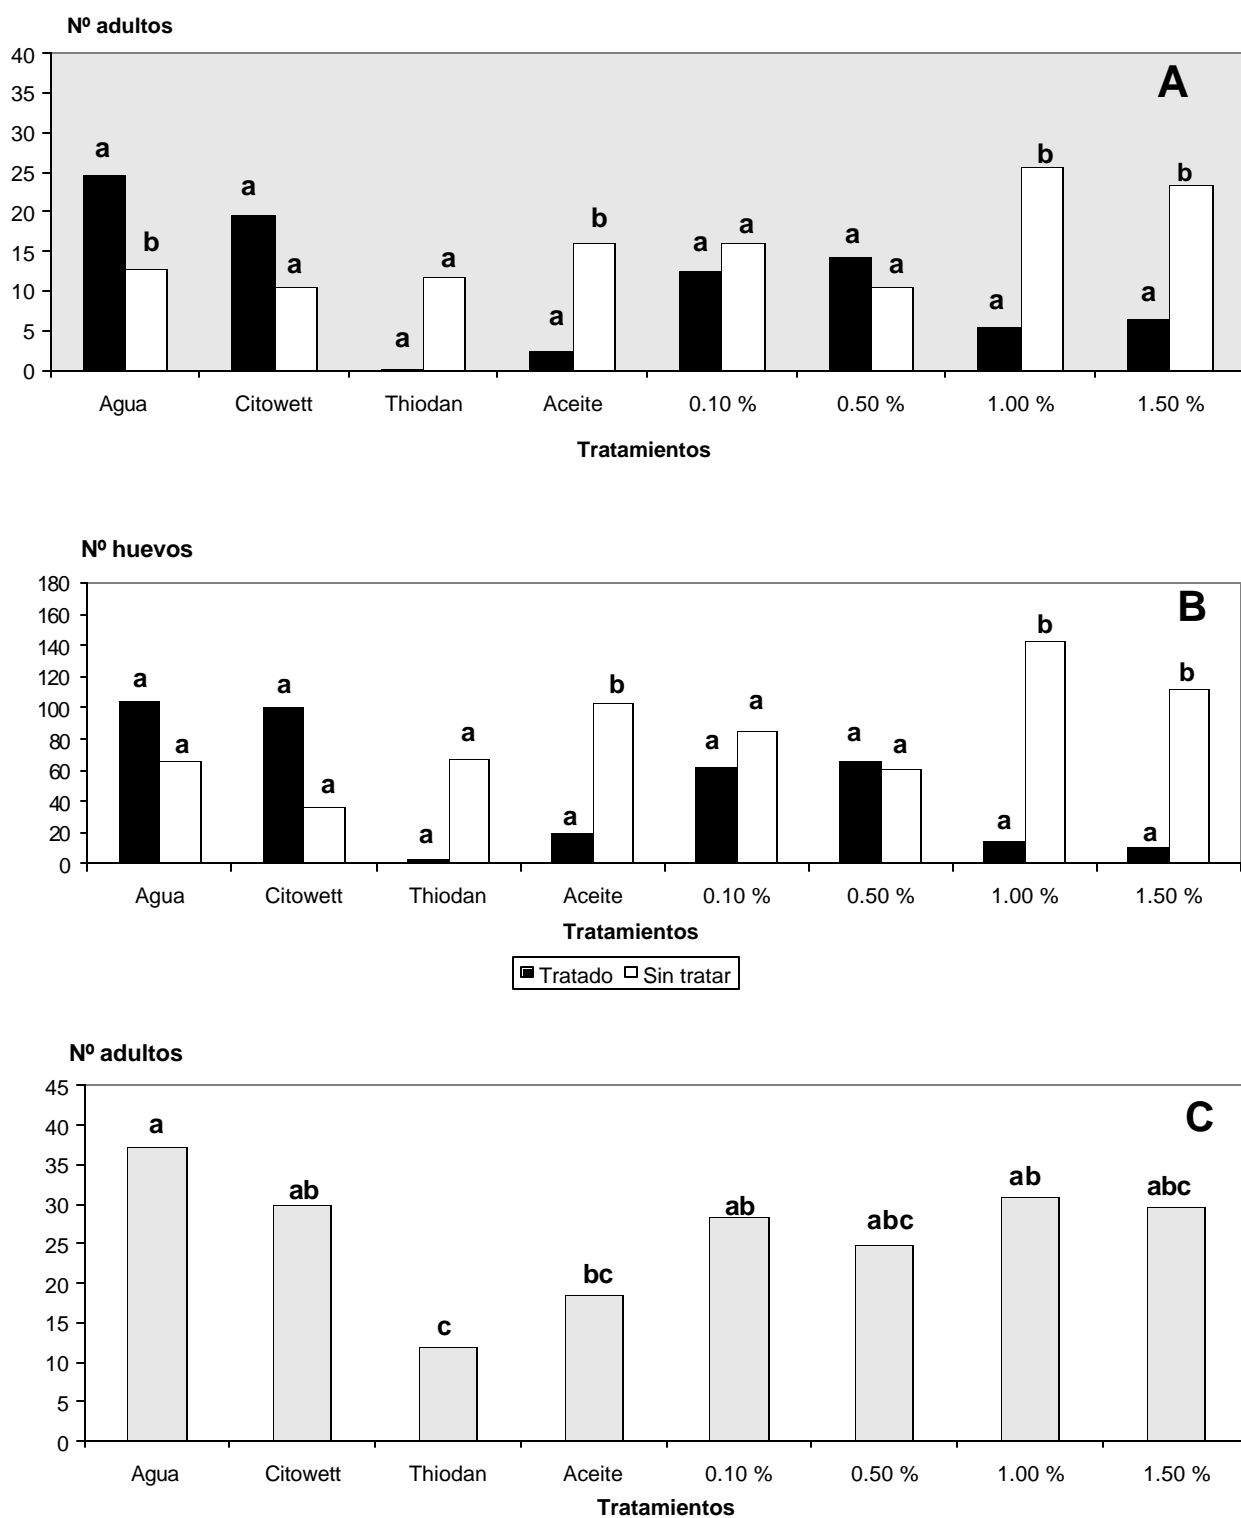 Nº adultos
A
40
35
30
25
20
15
10
5
0
a b a a a a a b a a a a a b a b
Agua Citowett Thiodan Aceite 0.10 % 0.50 % 1.00 % 1.50 %
Tratamientos
Nº huevos
B
180
160
140
120
100
80
60
40
20
0
a a a a a a a b a a a a a b a b
Agua Citowett Thiodan Aceite 0.10 % 0.50 % 1.00 % 1.50 %
Tratamientos
Tratado Sin tratar
Nº adultos
C
45
40
35
30
25
20
15
10
5
0
a ab c bc ab abc ab abc
Agua Citowett Thiodan Aceite 0.10 % 0.50 % 1.00 % 1.50 %
Tratamientos